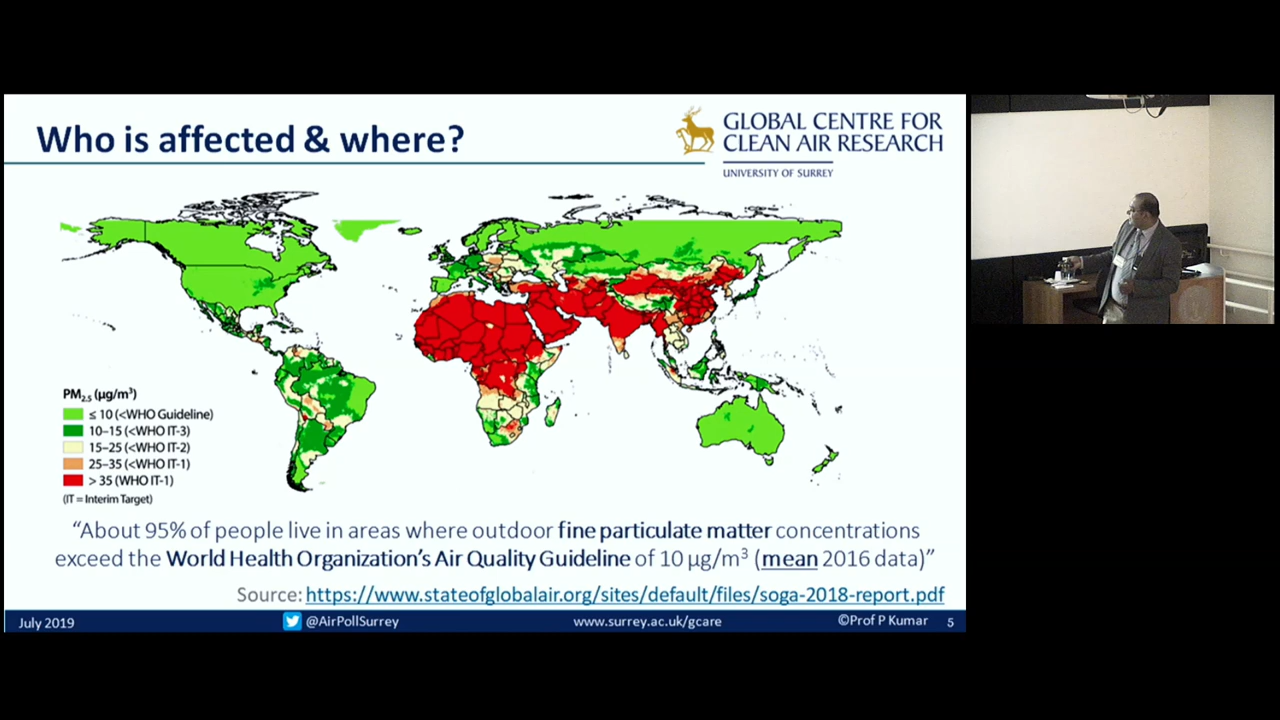 Who is affected & where?
GLOBAL CENTRE FOR
CLEAN AIR RESEARCH
UNIVERSITY OF SURREY
PM2.5 (μg/m³)
≤ 10 (<WHO Guideline)
10–15 (<WHO IT-3)
15–25 (<WHO IT-2)
25–35 (<WHO IT-1)
> 35 (WHO IT-1)
(IT = Interim Target)
“About 95% of people live in areas where outdoor fine particulate matter concentrations
exceed the World Health Organization’s Air Quality Guideline of 10 μg/m³ (mean 2016 data)”
Source: https://www.stateofglobalair.org/sites/default/files/soga-2018-report.pdf
July 2019
@AirPollSurrey
www.surrey.ac.uk/gcare
©Prof P Kumar
5